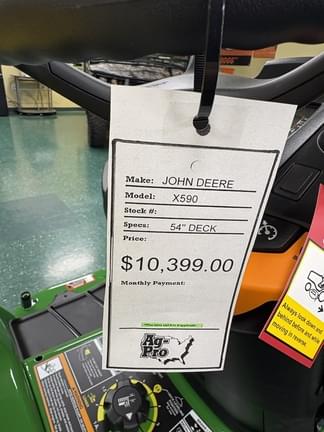 Make: JOHN DEERE
Model: X590
Stock #:
Specs: 54" DECK
Price:
$10,399.00
Monthly Payment:
Ag-
Pro
Always look down and
behind before and while
moving in reverse.